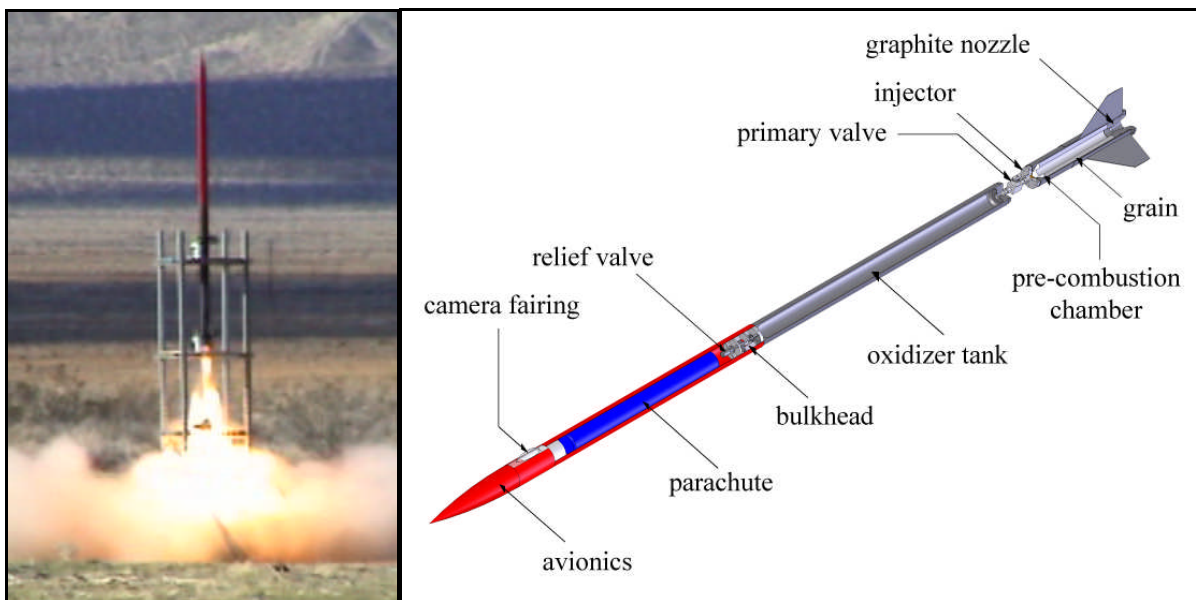 graphite nozzle
injector
primary valve
grain
relief valve
pre-combustion
chamber
camera fairing
oxidizer tank
bulkhead
parachute
avionics